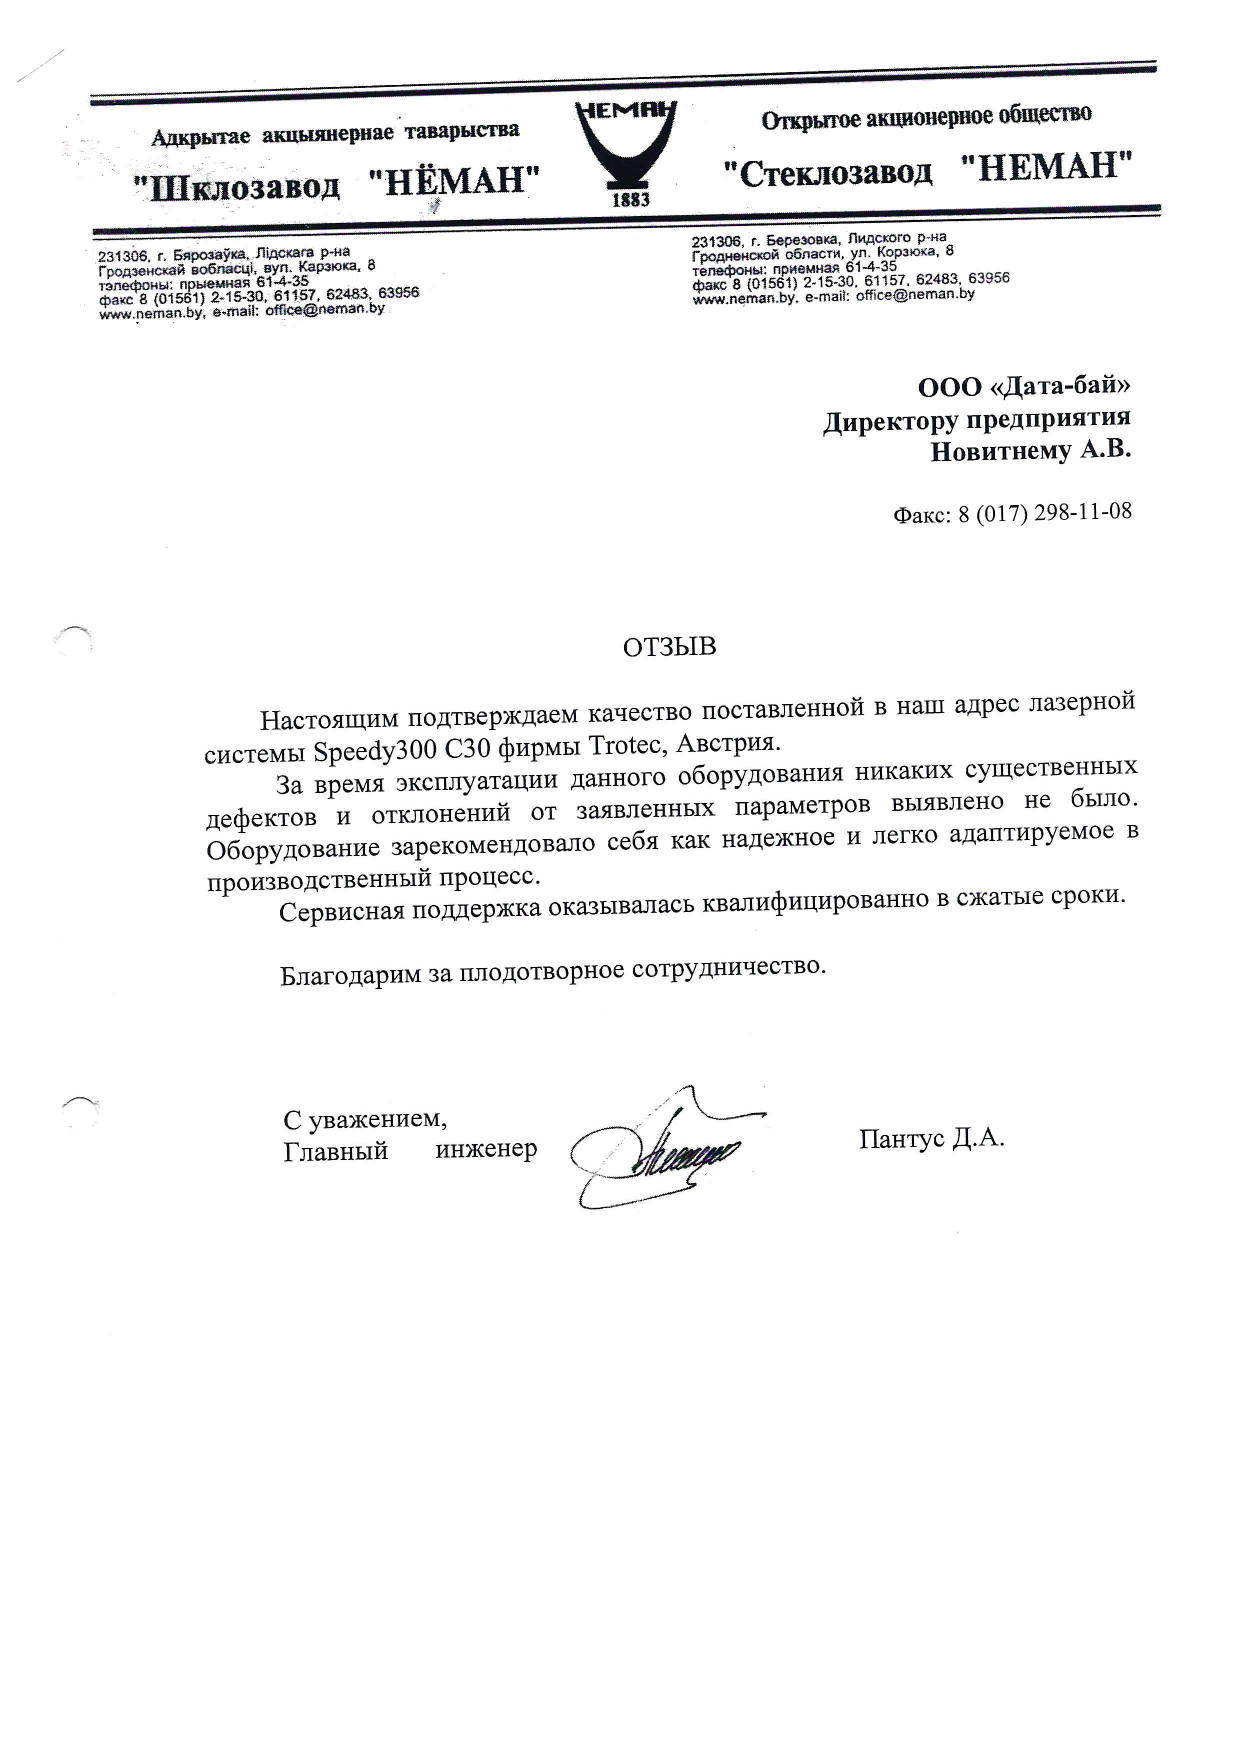 Адкрытае акцыянернае таварыства
"Шклозавод "НЁМАН"
НЕМАН
1883
Открытое акционерное общество
"Стеклозавод "НЕМАН"
231306, г. Бярозаўка, Лідскага р-на
Гродзенскай вобласці, вул. Карзюка, 8
тэлефоны: прыемная 61-4-35
факс 8 (01561) 2-15-30, 61157, 62483, 63956
www.neman.by, e-mail: office@neman.by
231306, г. Березовка, Лидского р-на
Гродненской области, ул. Корзюка, 8
телефоны: приемная 61-4-35
факс 8 (01561) 2-15-30, 61157, 62483, 63956
www.neman.by. e-mail: office@neman.by
ООО «Дата-бай»
Директору предприятия
Новитнему А.В.
Факс: 8 (017) 298-11-08
ОТЗЫВ
Настоящим подтверждаем качество поставленной в наш адрес лазерной
системы Speedy300 C30 фирмы Trotec, Австрия.
За время эксплуатации данного оборудования никаких существенных
дефектов и отклонений от заявленных параметров выявлено не было.
Оборудование зарекомендовало себя как надежное и легко адаптируемое в
производственный процесс.
Сервисная поддержка оказывалась квалифицированно в сжатые сроки.
Благодарим за плодотворное сотрудничество.
С уважением,
Главный инженер
Пантус Д.А.